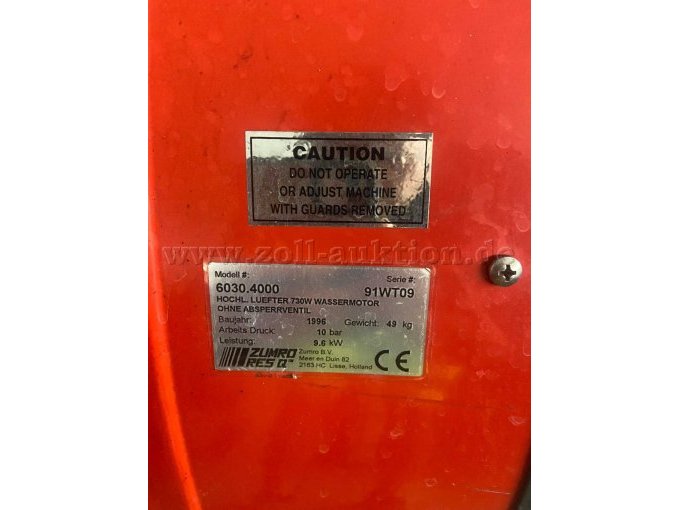 CAUTION
DO NOT OPERATE
OR ADJUST MACHINE
WITH GUARDS REMOVED
www.zoll-auktion.de
Modell #: Serie #:
6030.4000 91WT09
HOCHL. LUEFTER 730W WASSERMOTOR
OHNE ABSPERRVENTIL
Baujahr: 1996 Gewicht: 49 kg
Arbeits Druck: 10 bar
Leistung: 9.6 kW
ZUMRO RES Q™
Zumro B.V.
Meer en Duin 82
2163 HC Lisse, Holland
CE